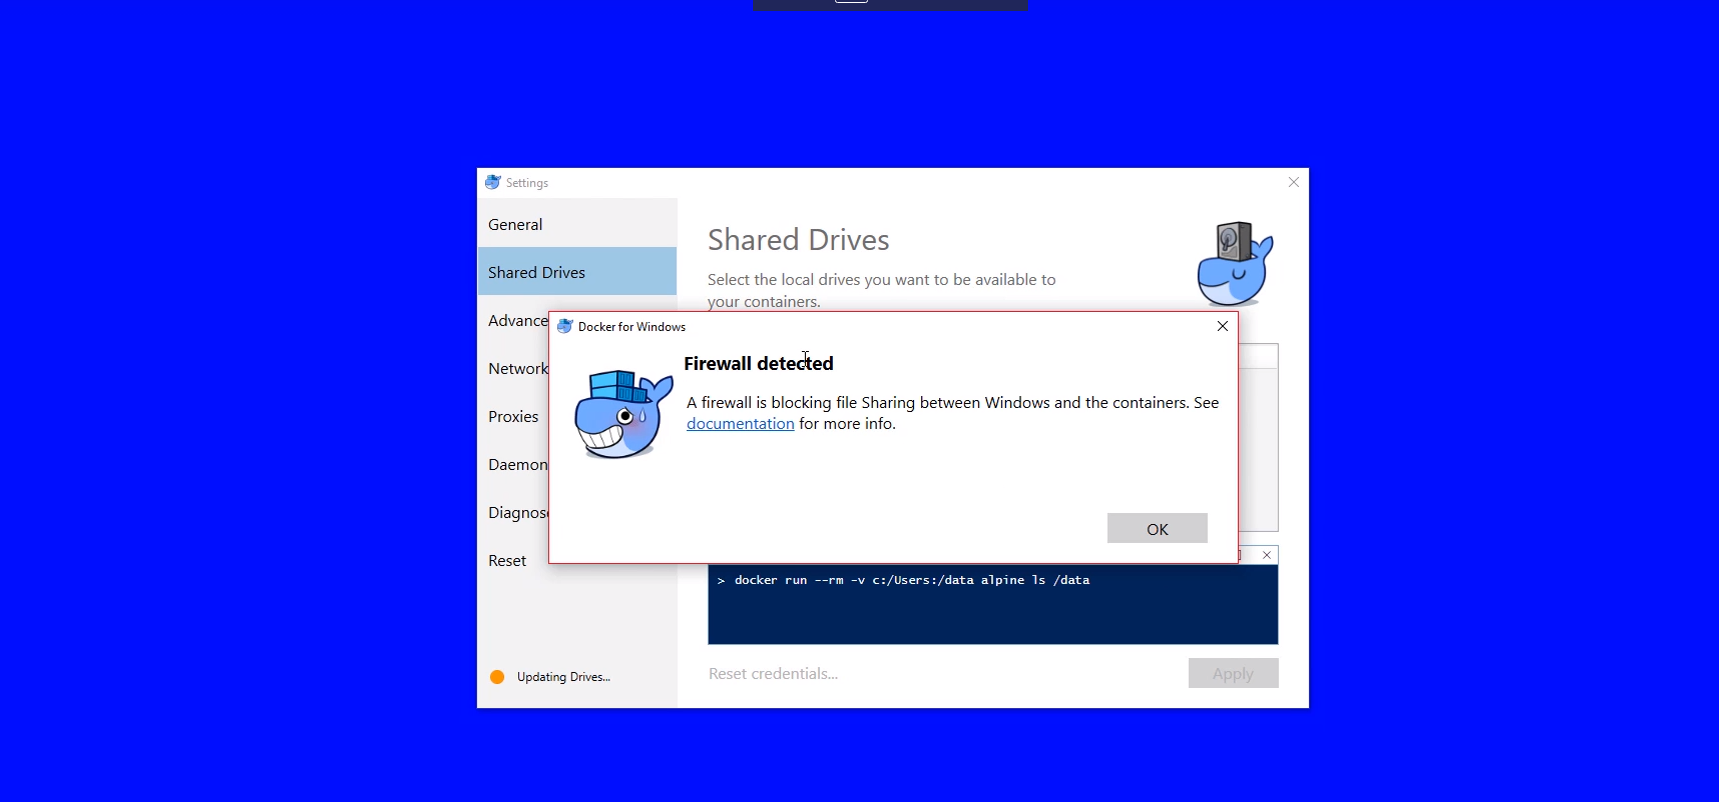 Settings
General
Shared Drives
Advance
Network
Proxies
Daemon
Diagnose
Reset
Updating Drives...
Shared Drives
Select the local drives you want to be available to
your containers.
Docker for Windows
Firewall detected
A firewall is blocking file Sharing between Windows and the containers. See
documentation for more info.
OK
> docker run --rm -v c:/Users:/data alpine ls /data
Reset credentials...
Apply